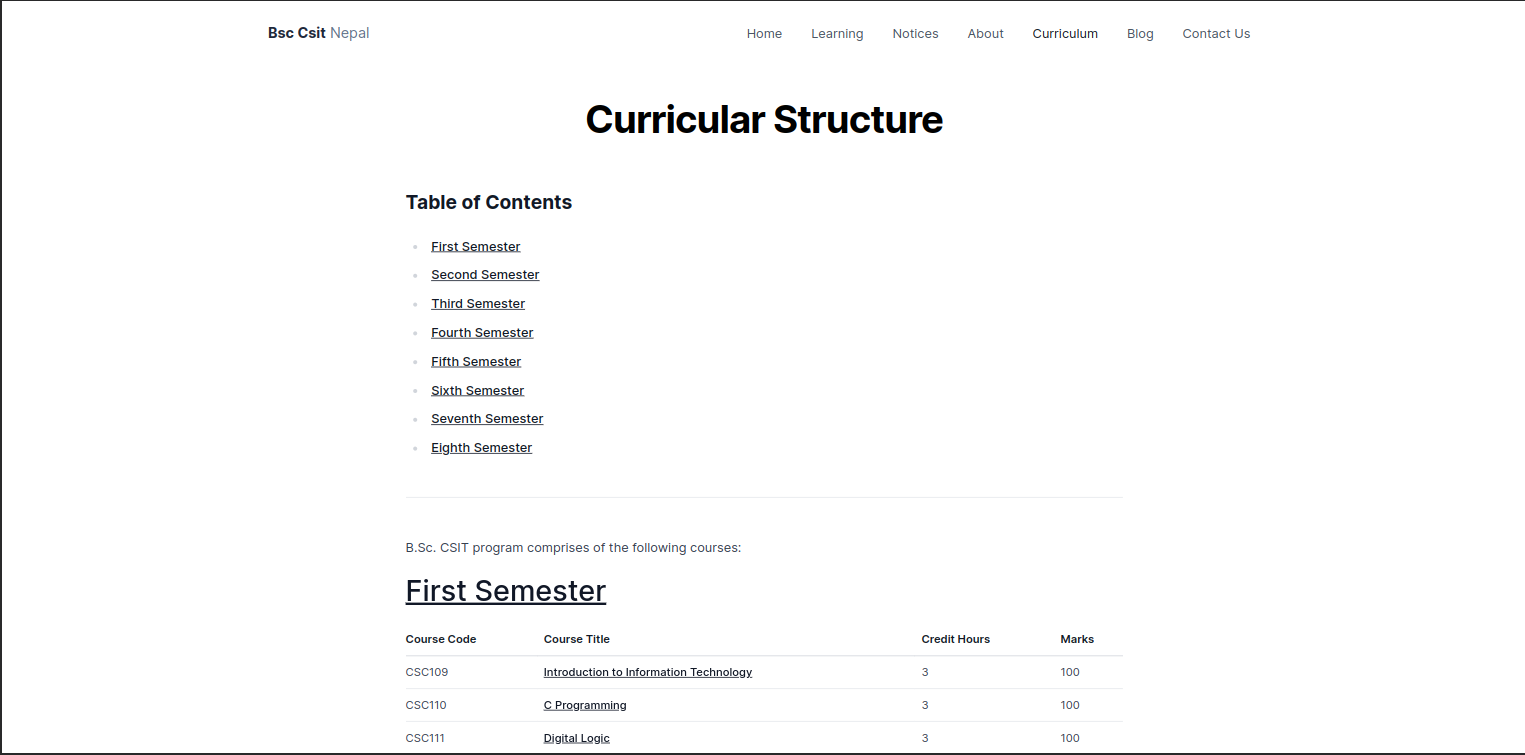 Bsc Csit Nepal Home Learning Notices About Curriculum Blog Contact Us
Curricular Structure
Table of Contents
First Semester
Second Semester
Third Semester
Fourth Semester
Fifth Semester
Sixth Semester
Seventh Semester
Eighth Semester
B.Sc. CSIT program comprises of the following courses:
First Semester
Course Code Course Title Credit Hours Marks
CSC109 Introduction to Information Technology 3 100
CSC110 C Programming 3 100
CSC111 Digital Logic 3 100